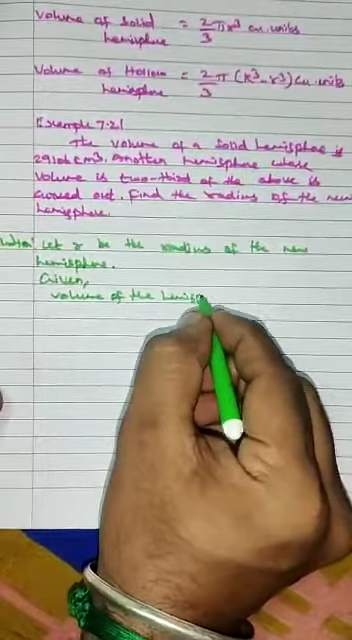 Volume of Solid = 2/3 πr³ cu.units
hemisphere
Volume of Hollow = 2/3 π (R³-r³) cu.units
hemisphere
Example 7.21
The volume of a solid hemisphere is
29106 cm³. Another hemisphere whose
volume is two-third of the above is
carved out. Find the radius of the new
hemisphere.
Let r be the radius of the new
hemisphere.
Given,
volume of the hemisp